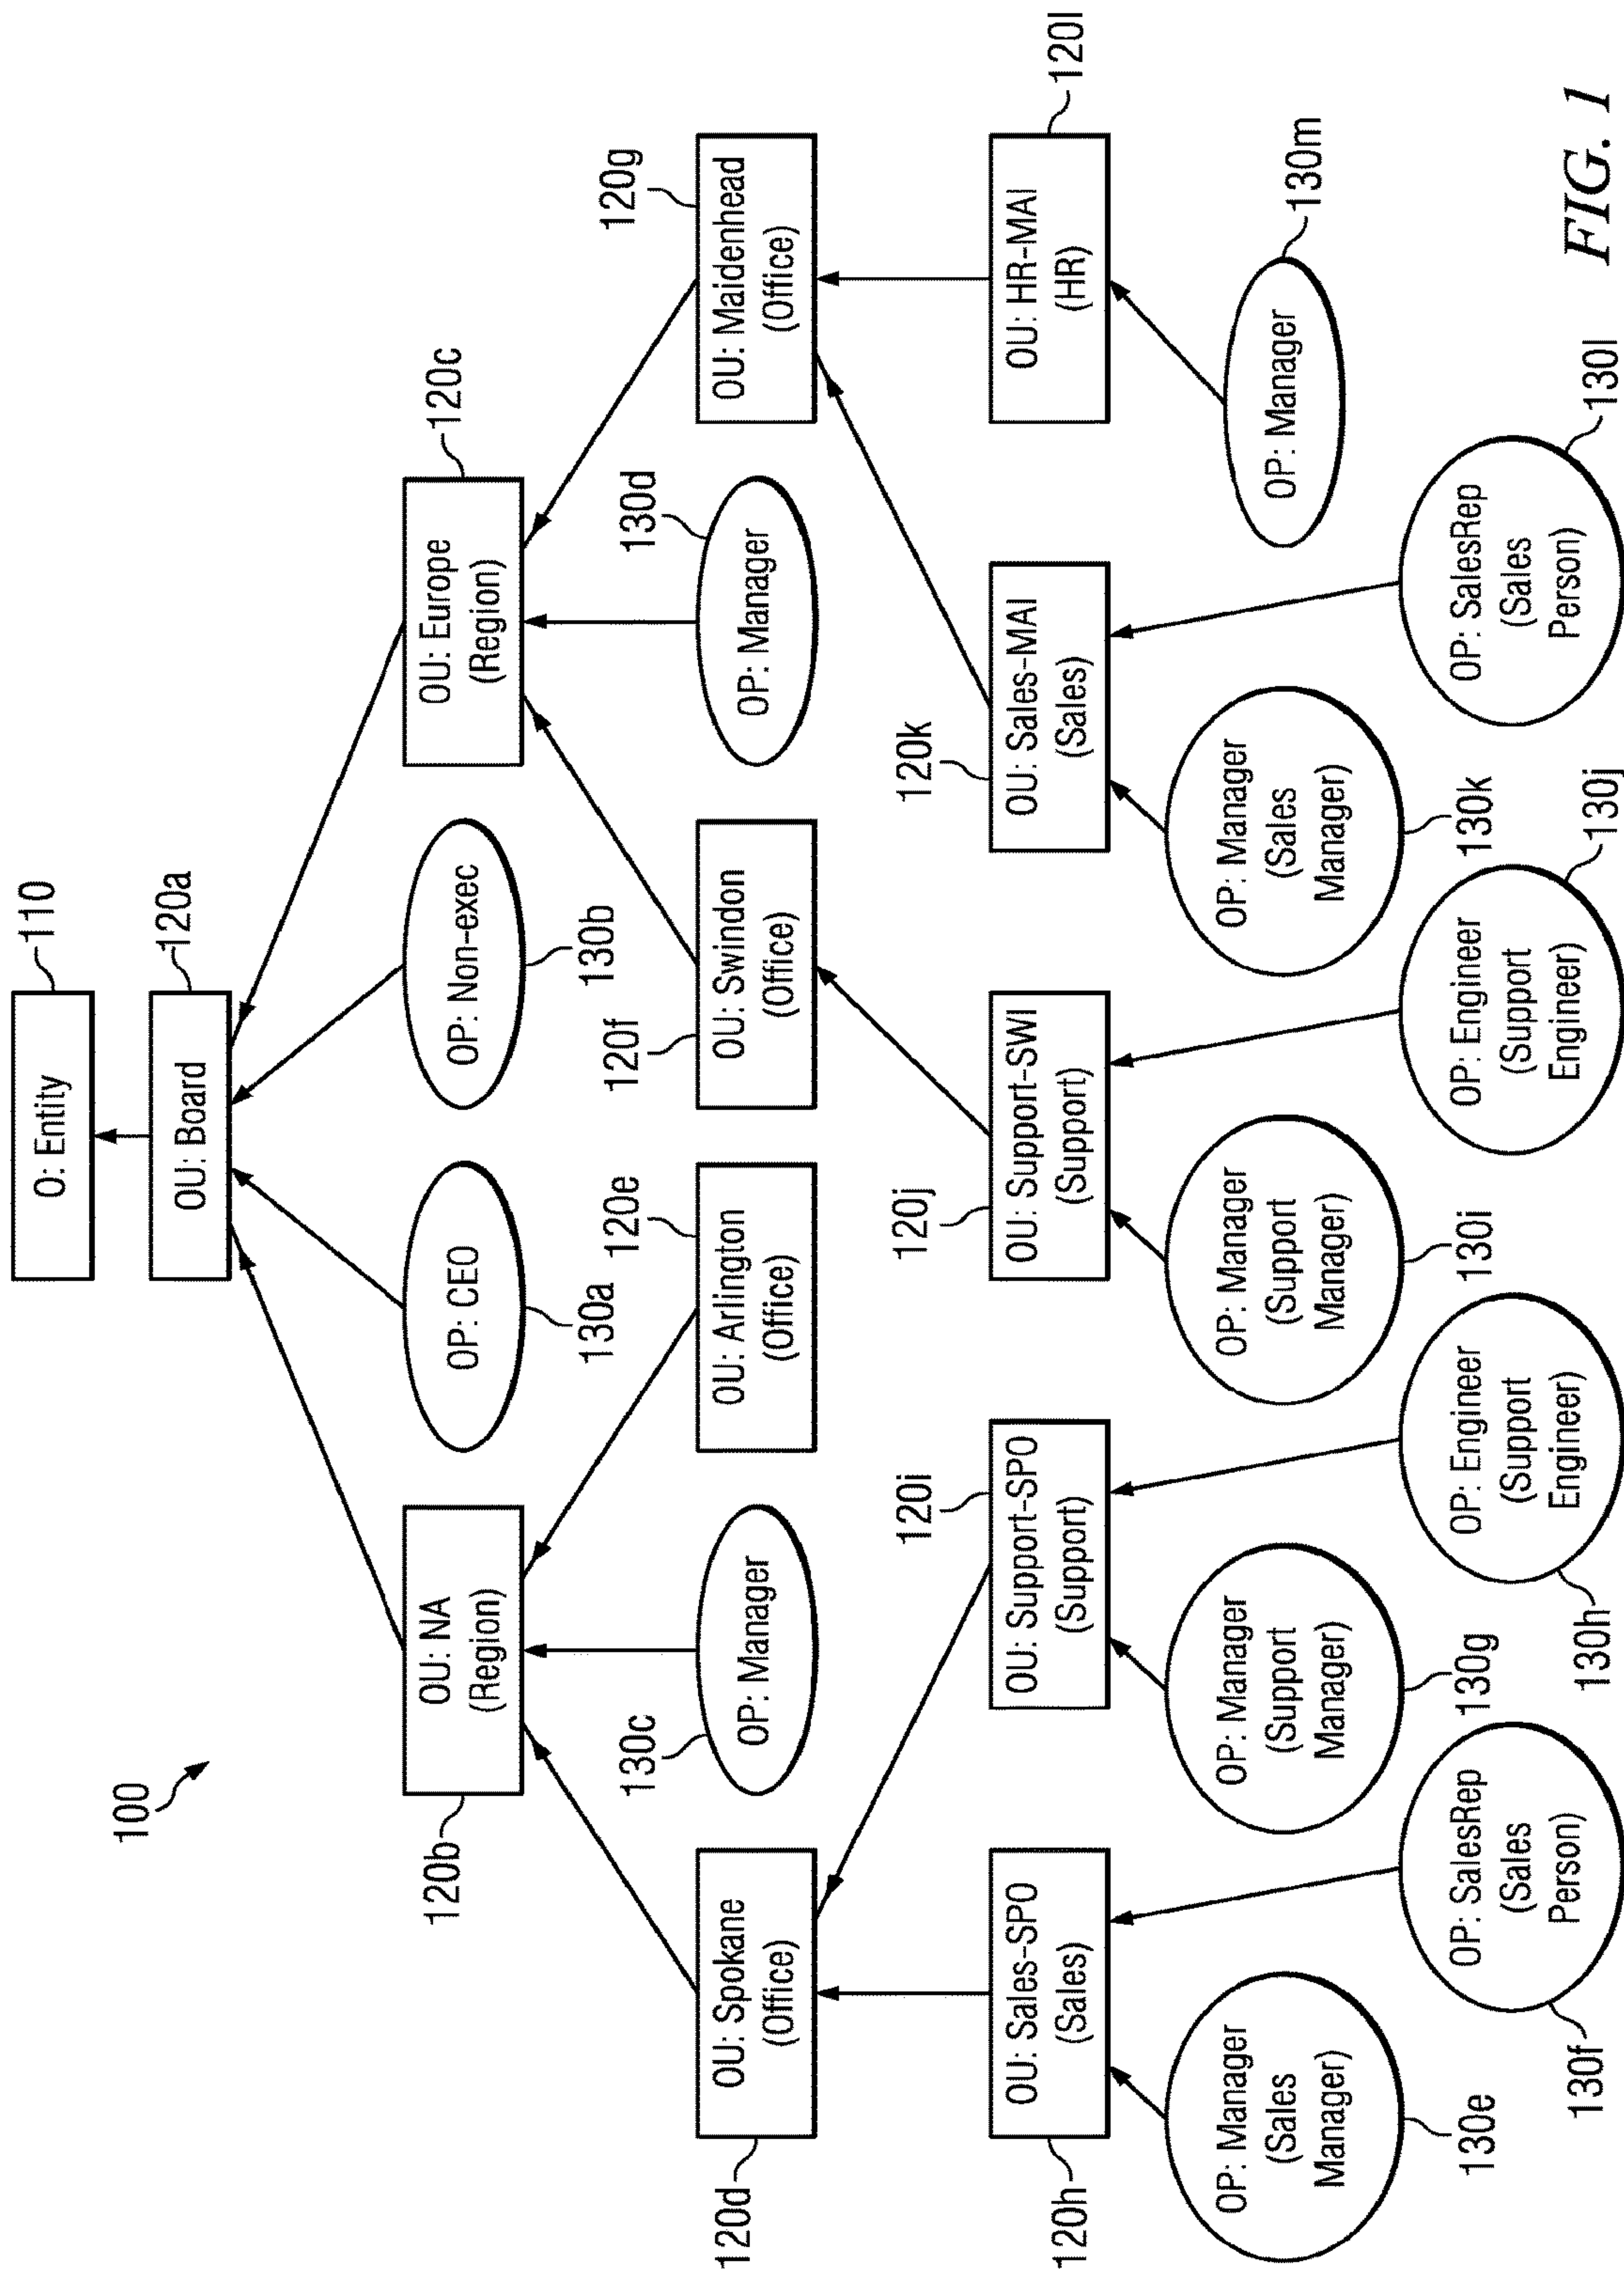 100
O: Entity
110
OU: Board
120a
120b
OU: NA
(Region)
OP: CEO
130a
OP: Non-exec
130b
OU: Europe
(Region)
120c
120d
OU: Spokane
(Office)
130c
OP: Manager
OU: Arlington
(Office)
120e
120f
OU: Swindon
(Office)
OP: Manager
130d
OU: Maidenhead
(Office)
120g
120h
OU: Sales-SPO
(Sales)
120i
OU: Support-SPO
(Support)
120j
OU: Support-SWI
(Support)
120k
OU: Sales-MAI
(Sales)
OU: HR-MAI
(HR)
120l
OP: Manager
(Sales
Manager)
130e
OP: SalesRep
(Sales
Person)
130f
OP: Manager
(Support
Manager)
130g
OP: Engineer
(Support
Engineer)
130h
OP: Manager
(Support
Manager)
130i
OP: Engineer
(Support
Engineer)
130j
OP: Manager
(Sales
Manager)
130k
OP: SalesRep
(Sales
Person)
130l
OP: Manager
130m
FIG. 1